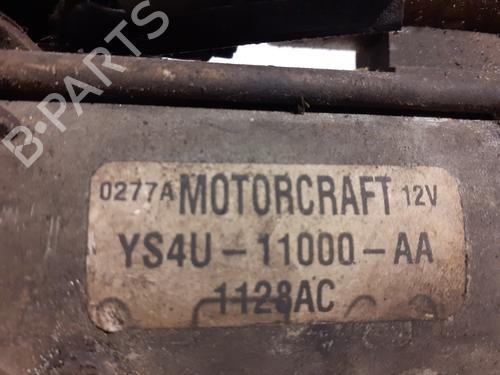 B-PARTS
0277A MOTORCRAFT 12V
YS4U-11000-AA
1128AC